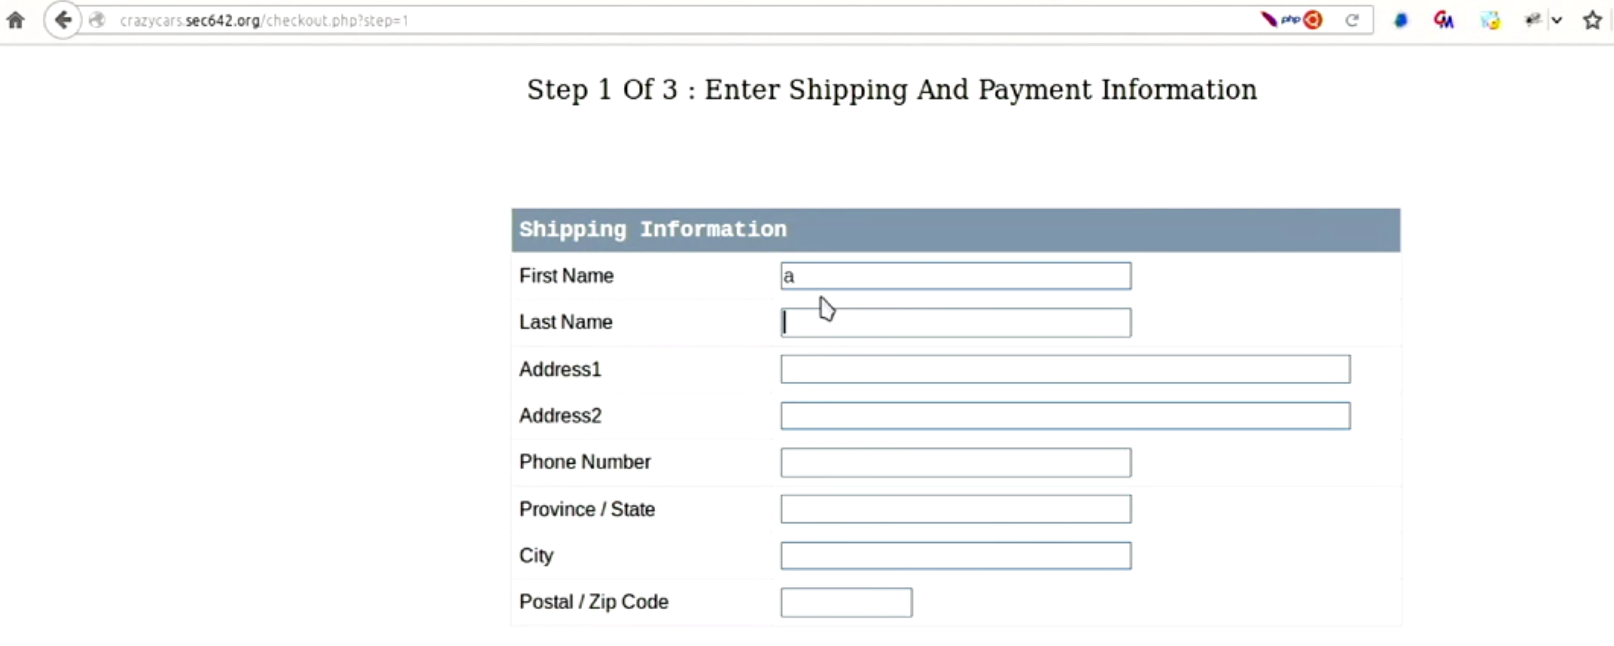 crazycars.sec642.org/checkout.php?step=1
php
Step 1 Of 3 : Enter Shipping And Payment Information
Shipping Information
First Name a
Last Name
Address1
Address2
Phone Number
Province / State
City
Postal / Zip Code